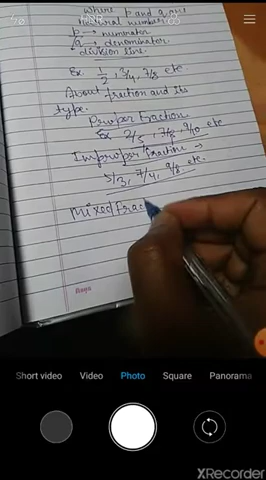 where p and q are
natural number.
p → numinator
q → denominator
- division line.
Ex. 1/2, 3/4, 7/8 etc
About fraction and its
type.
Proper fraction
Ex 2/5, 7/8, 9/10 etc.
Improper fraction →
5/3, 7/4, 9/8 etc.
Mixed Frac
Short video Video Photo Square Panorama
XRecorder